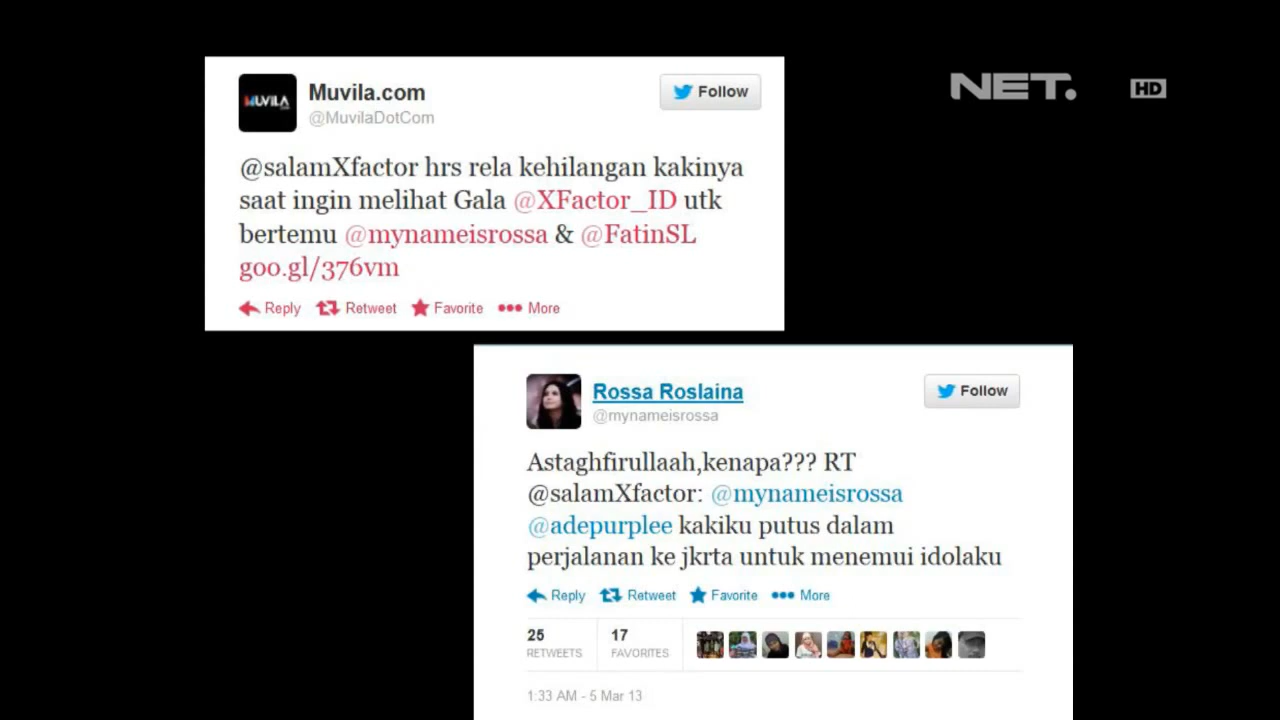 NET.
HD
MUVILA
Muvila.com
@MuvilaDotCom
Follow
@salamXfactor hrs rela kehilangan kakinya
saat ingin melihat Gala @XFactor_ID utk
bertemu @mynameisrossa & @FatinSL
goo.gl/376vm
Reply Retweet Favorite More
Rossa Roslaina
@mynameisrossa
Follow
Astaghfirullaah,kenapa??? RT
@salamXfactor: @mynameisrossa
@adepurplee kakiku putus dalam
perjalanan ke jkrta untuk menemui idolaku
Reply Retweet Favorite More
25 17
RETWEETS FAVORITES
1:33 AM - 5 Mar 13